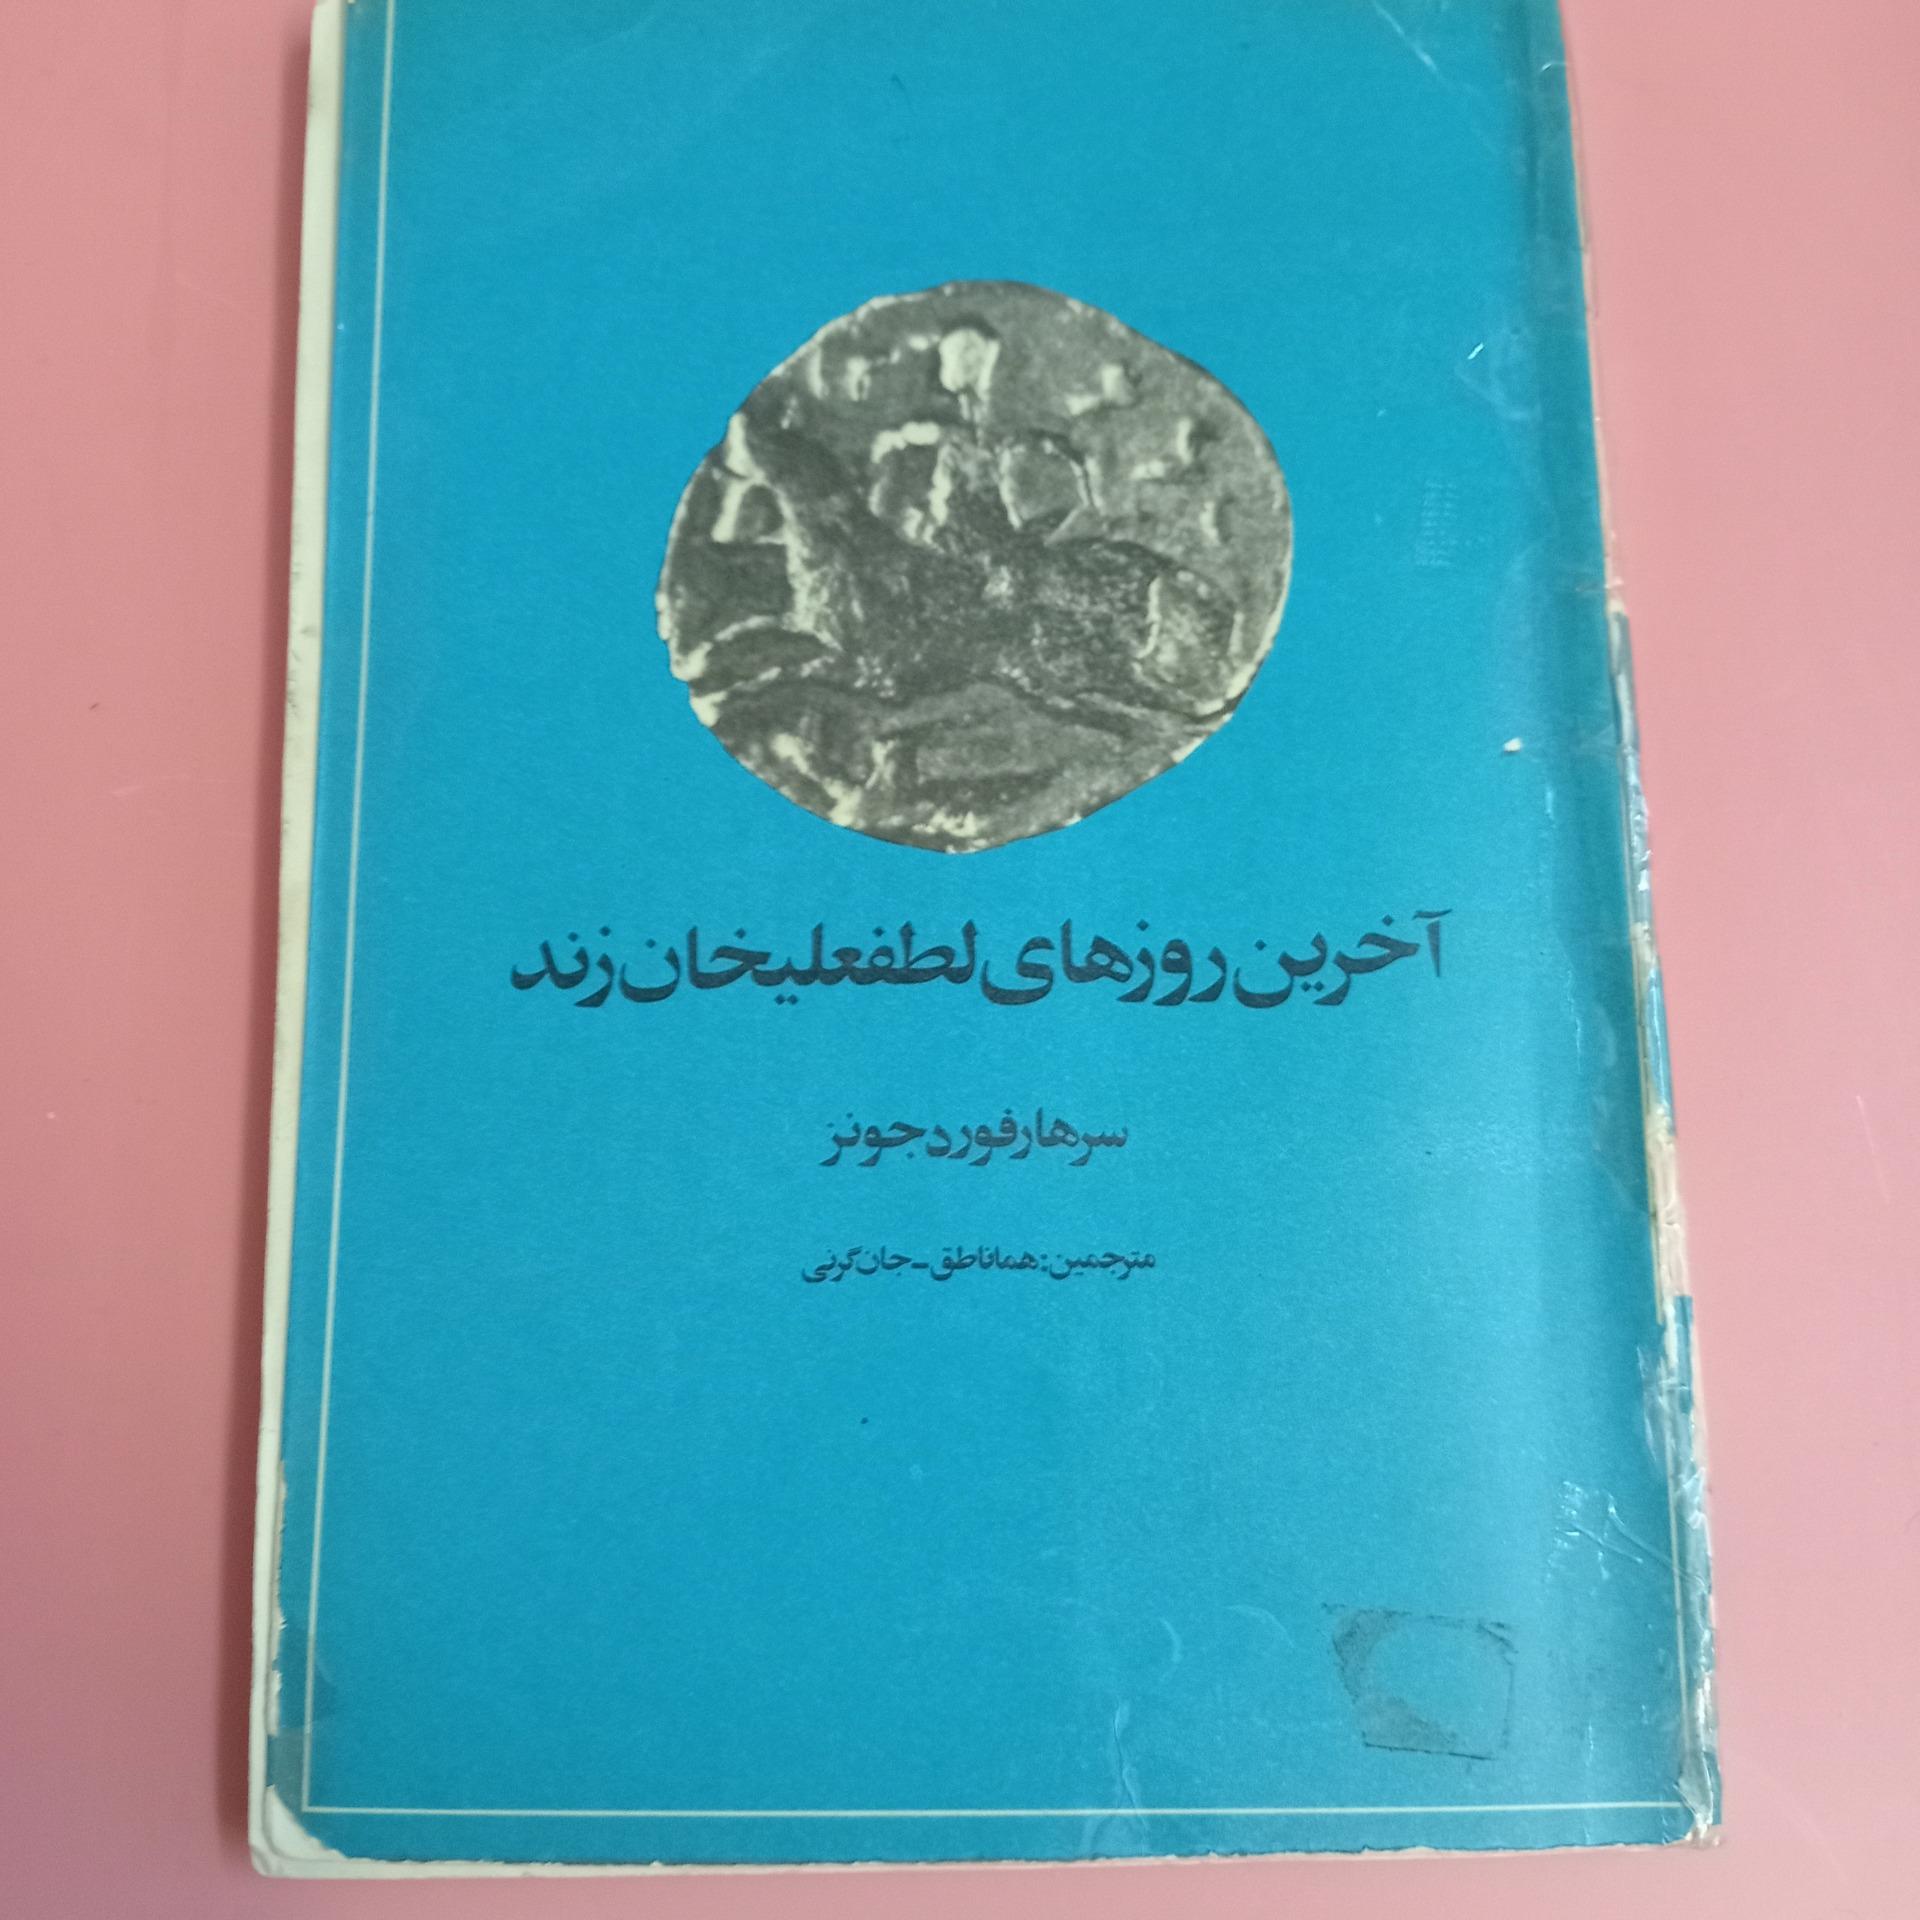 آخرین روزهای لطفعلیخان زند
سرهارفورد جونز
مترجمین: هما ناطق - جان گرنی